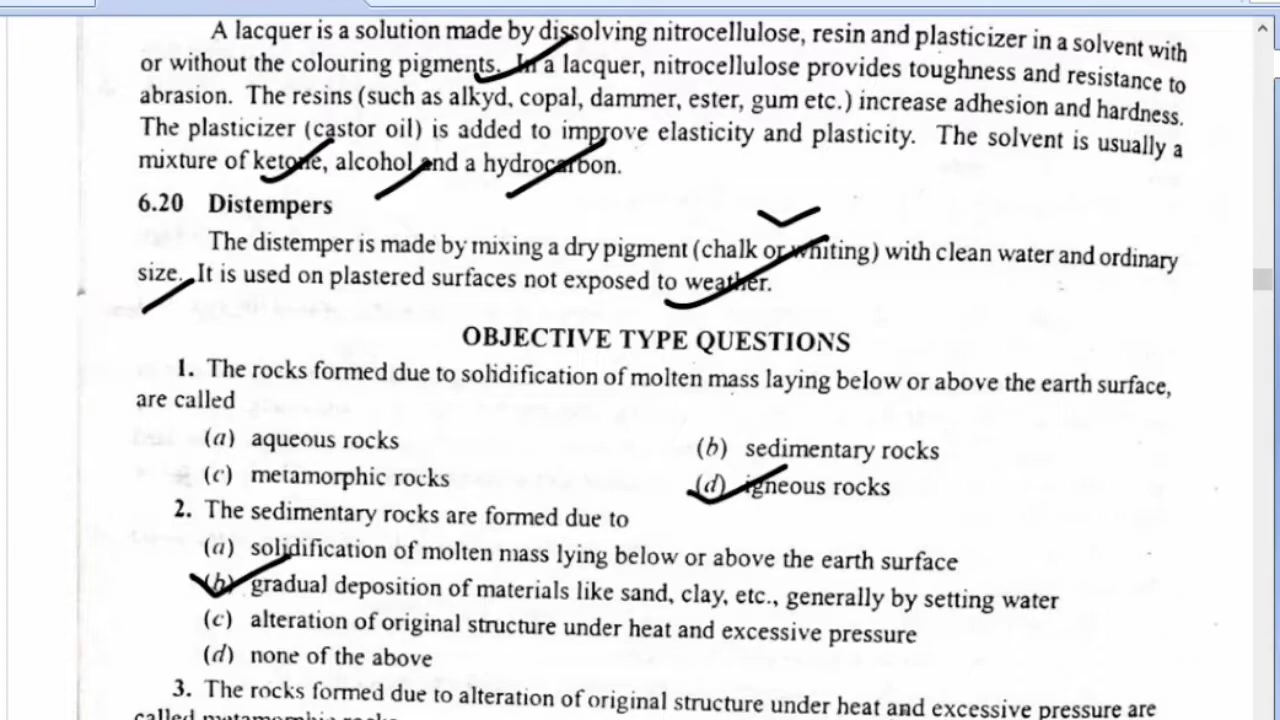 A lacquer is a solution made by dissolving nitrocellulose, resin and plasticizer in a solvent with
or without the colouring pigments. In a lacquer, nitrocellulose provides toughness and resistance to
abrasion. The resins (such as alkyd, copal, dammer, ester, gum etc.) increase adhesion and hardness.
The plasticizer (castor oil) is added to improve elasticity and plasticity. The solvent is usually a
mixture of ketone, alcohol and a hydrocarbon.
6.20 Distempers
The distemper is made by mixing a dry pigment (chalk or whiting) with clean water and ordinary
size. It is used on plastered surfaces not exposed to weather.
OBJECTIVE TYPE QUESTIONS
1. The rocks formed due to solidification of molten mass laying below or above the earth surface,
are called
(a) aqueous rocks (b) sedimentary rocks
(c) metamorphic rocks (d) igneous rocks
2. The sedimentary rocks are formed due to
(a) solidification of molten mass lying below or above the earth surface
(b) gradual deposition of materials like sand, clay, etc., generally by setting water
(c) alteration of original structure under heat and excessive pressure
(d) none of the above
3. The rocks formed due to alteration of original structure under heat and excessive pressure are
called metamorphic rocks